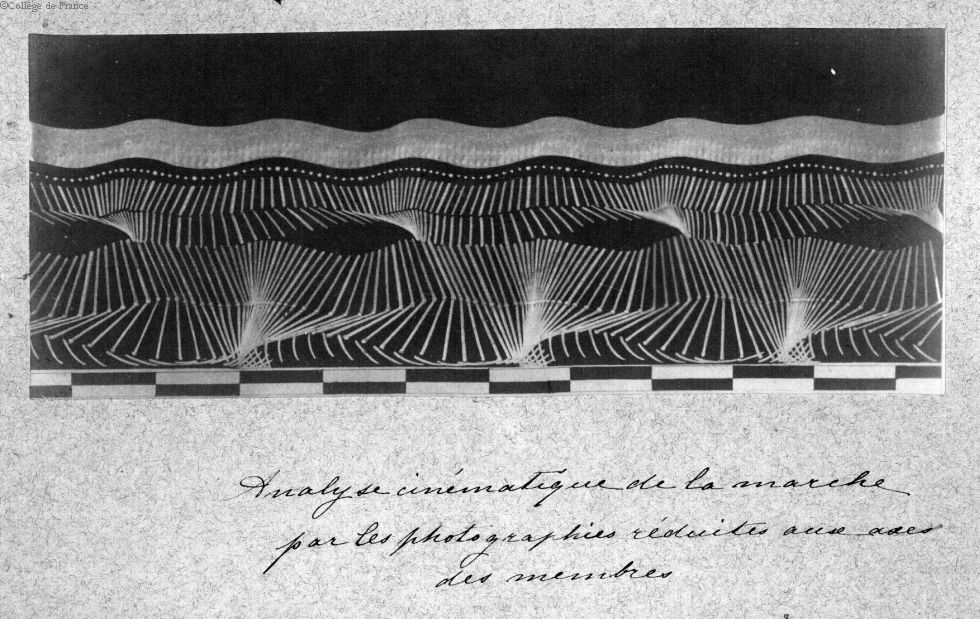 ©Collège de France
Analyse cinématique de la marche
par les photographies réduites aux axes
des membres